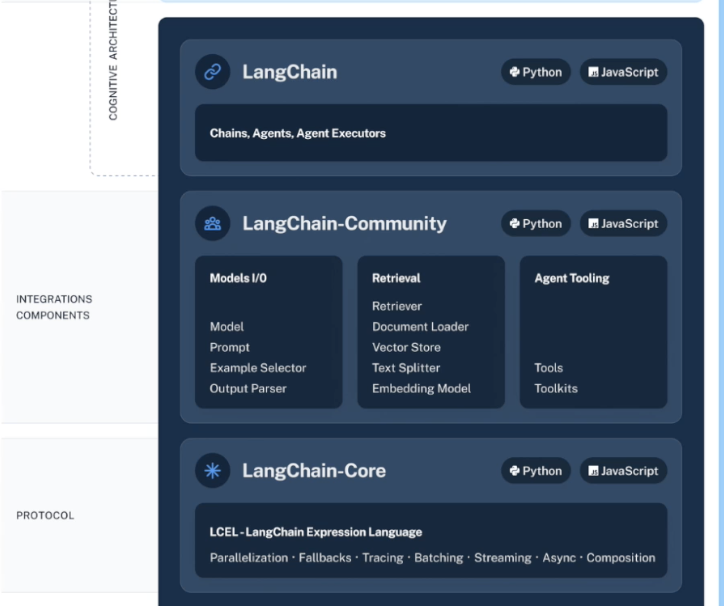 COGNITIVE ARCHITECT
LangChain
Python
JavaScript
Chains, Agents, Agent Executors
INTEGRATIONS
COMPONENTS
LangChain-Community
Python
JavaScript
Models I/0
Model
Prompt
Example Selector
Output Parser
Retrieval
Retriever
Document Loader
Vector Store
Text Splitter
Embedding Model
Agent Tooling
Tools
Toolkits
PROTOCOL
LangChain-Core
Python
JavaScript
LCEL - LangChain Expression Language
Parallelization · Fallbacks · Tracing · Batching · Streaming · Async · Composition